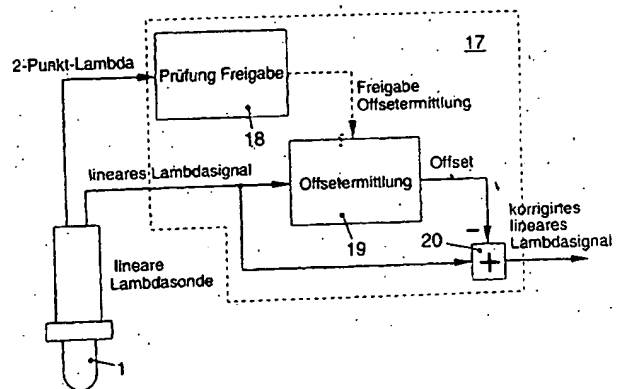 17
2-Punkt-Lambda
Prüfung Freigabe
18
Freigabe
Offsetermittlung
lineares Lambdasignal
Offsetermittlung
19
Offset
–
20
+
korrigirtes
lineares
Lambdasignal
lineare
Lambdasonde
1